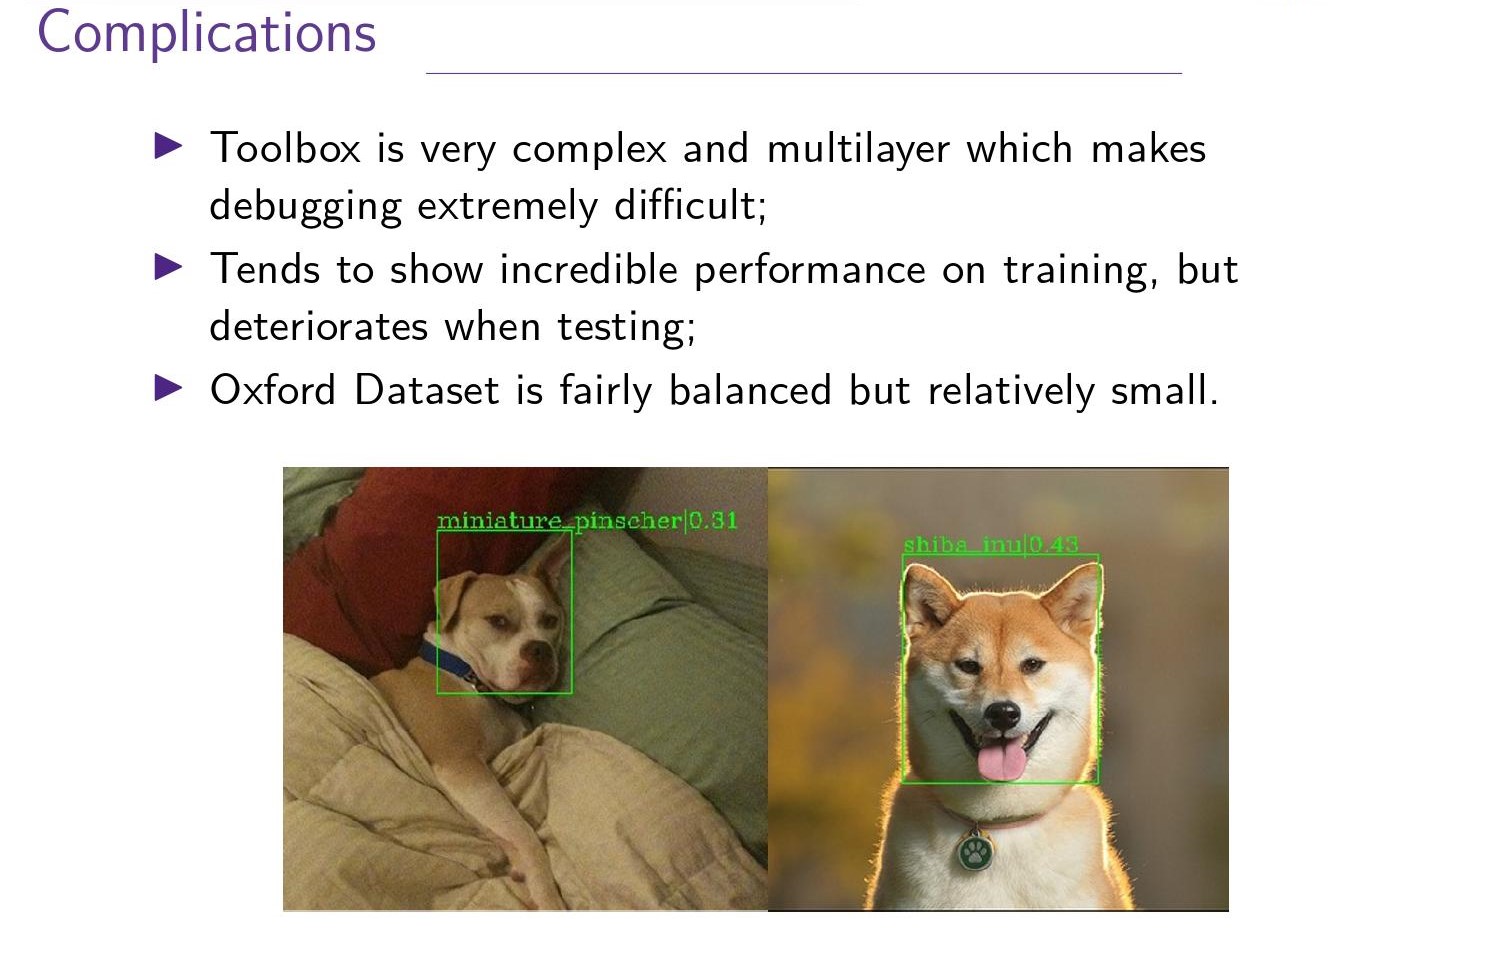 Complications
▶ Toolbox is very complex and multilayer which makes
debugging extremely difficult;
▶ Tends to show incredible performance on training, but
deteriorates when testing;
▶ Oxford Dataset is fairly balanced but relatively small.
miniature_pinscher|0.31
shiba_inu|0.43